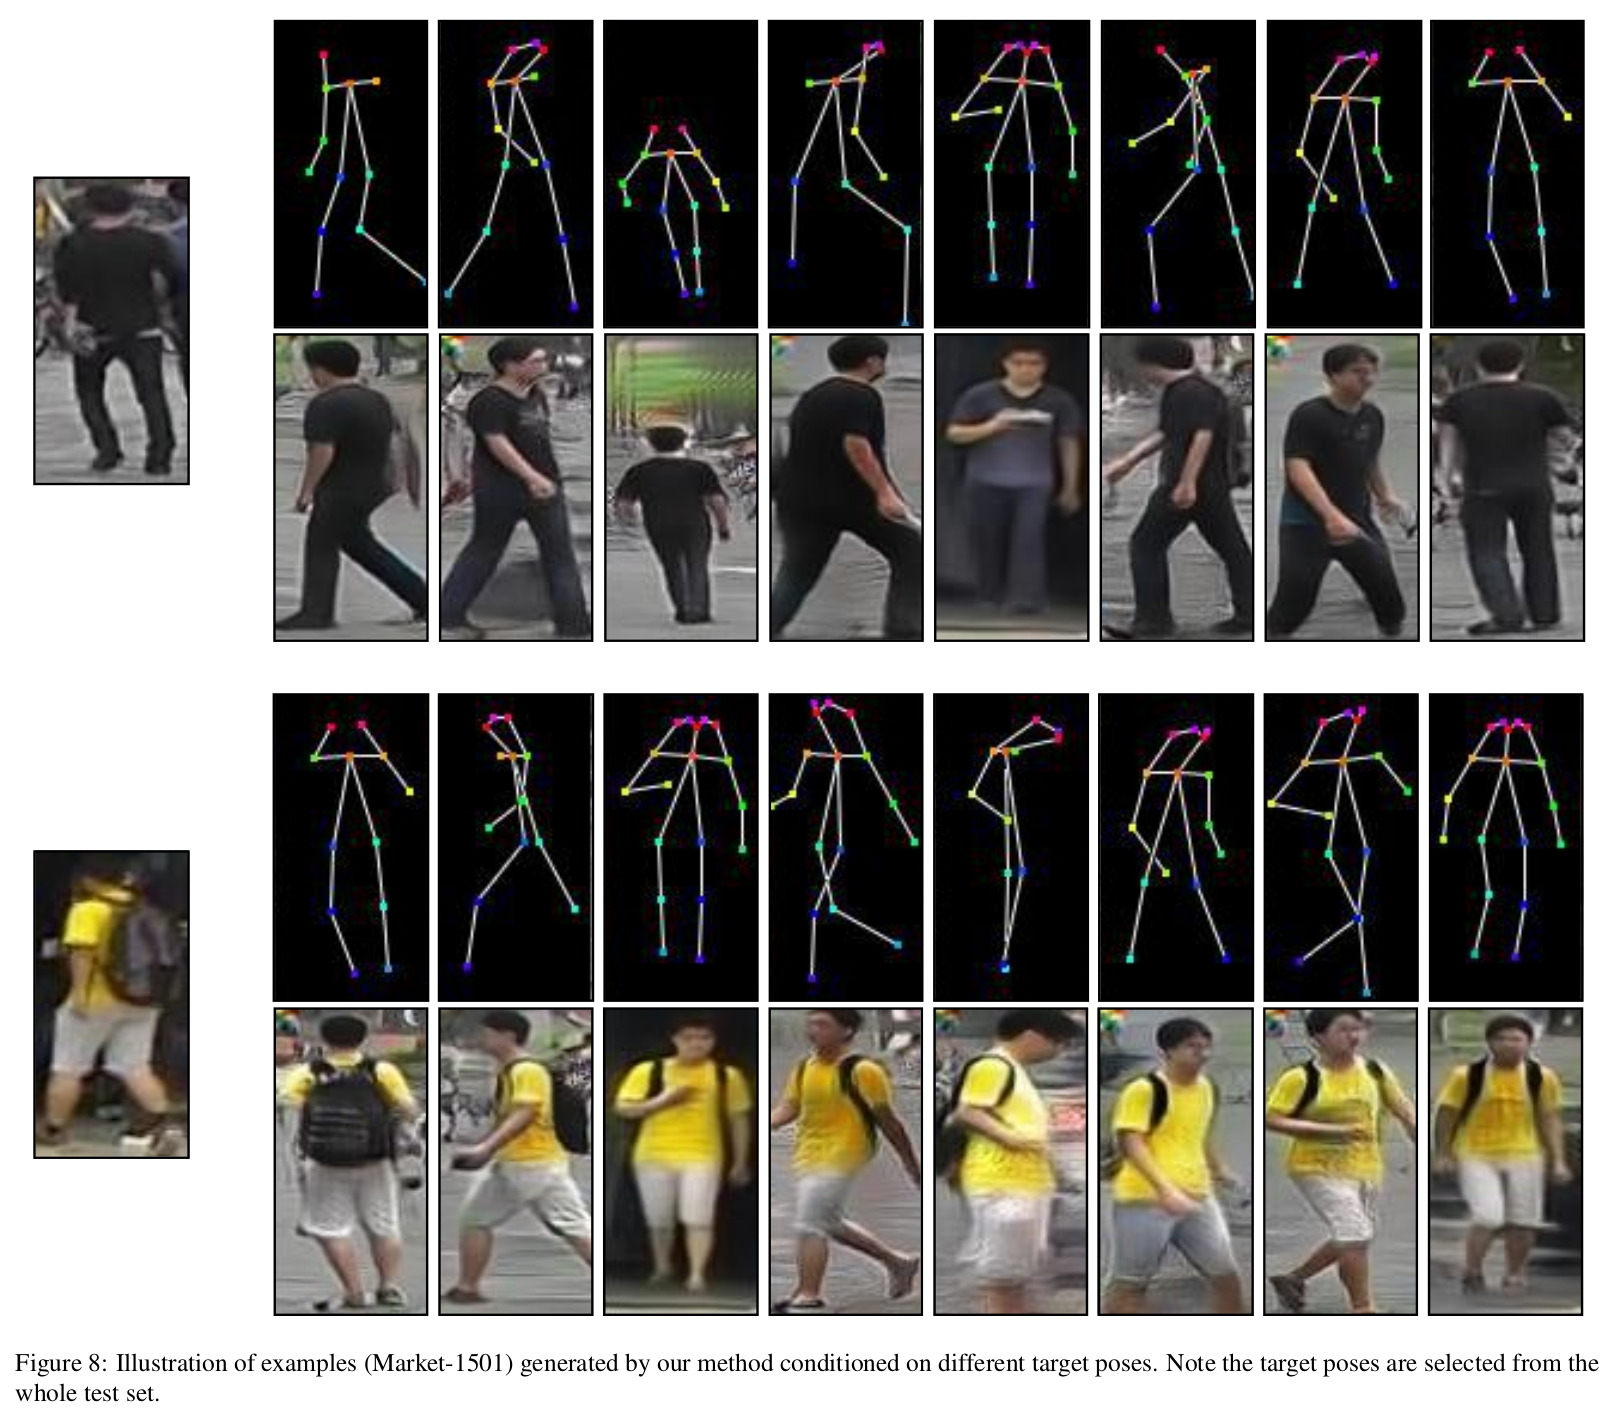 Figure 8: Illustration of examples (Market-1501) generated by our method conditioned on different target poses. Note the target poses are selected from the
whole test set.